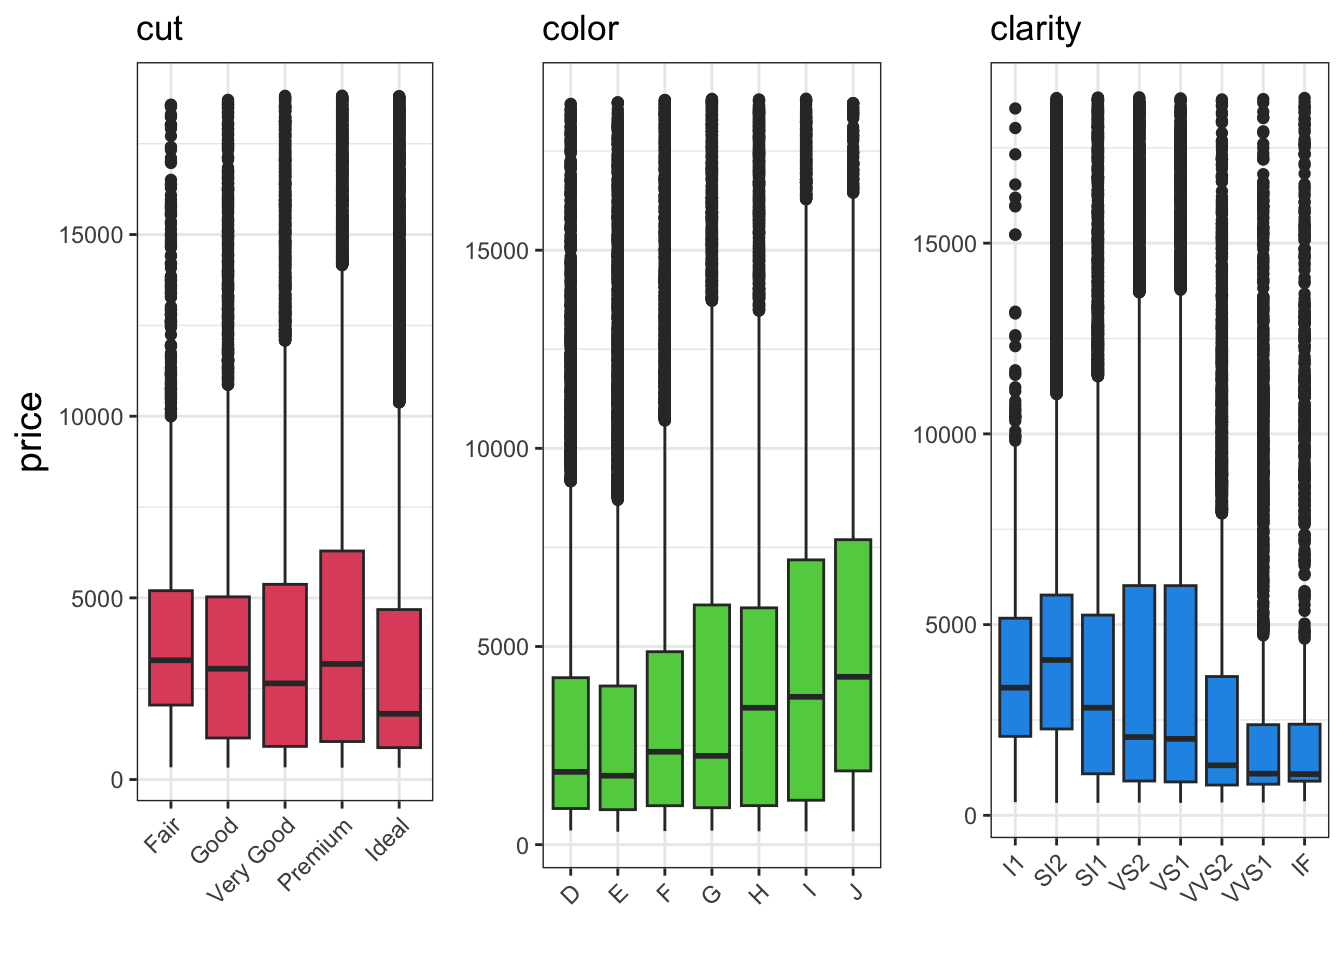 cut
price
15000
10000
5000
0
Fair
Good
Very Good
Premium
Ideal
color
15000
10000
5000
0
D
E
F
G
H
I
J
clarity
15000
10000
5000
0
I1
SI2
SI1
VS2
VS1
VVS2
VVS1
IF